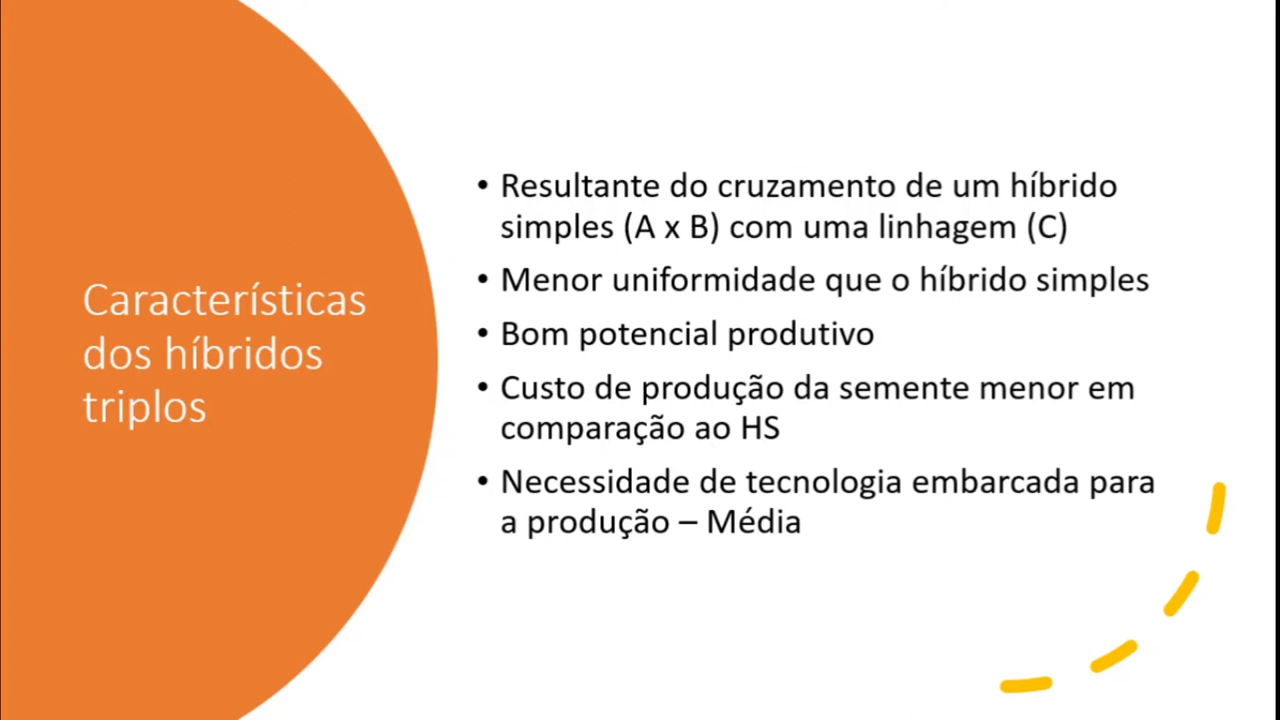 Características
dos híbridos
triplos
• Resultante do cruzamento de um híbrido
simples (A x B) com uma linhagem (C)
• Menor uniformidade que o híbrido simples
• Bom potencial produtivo
• Custo de produção da semente menor em
comparação ao HS
• Necessidade de tecnologia embarcada para
a produção – Média